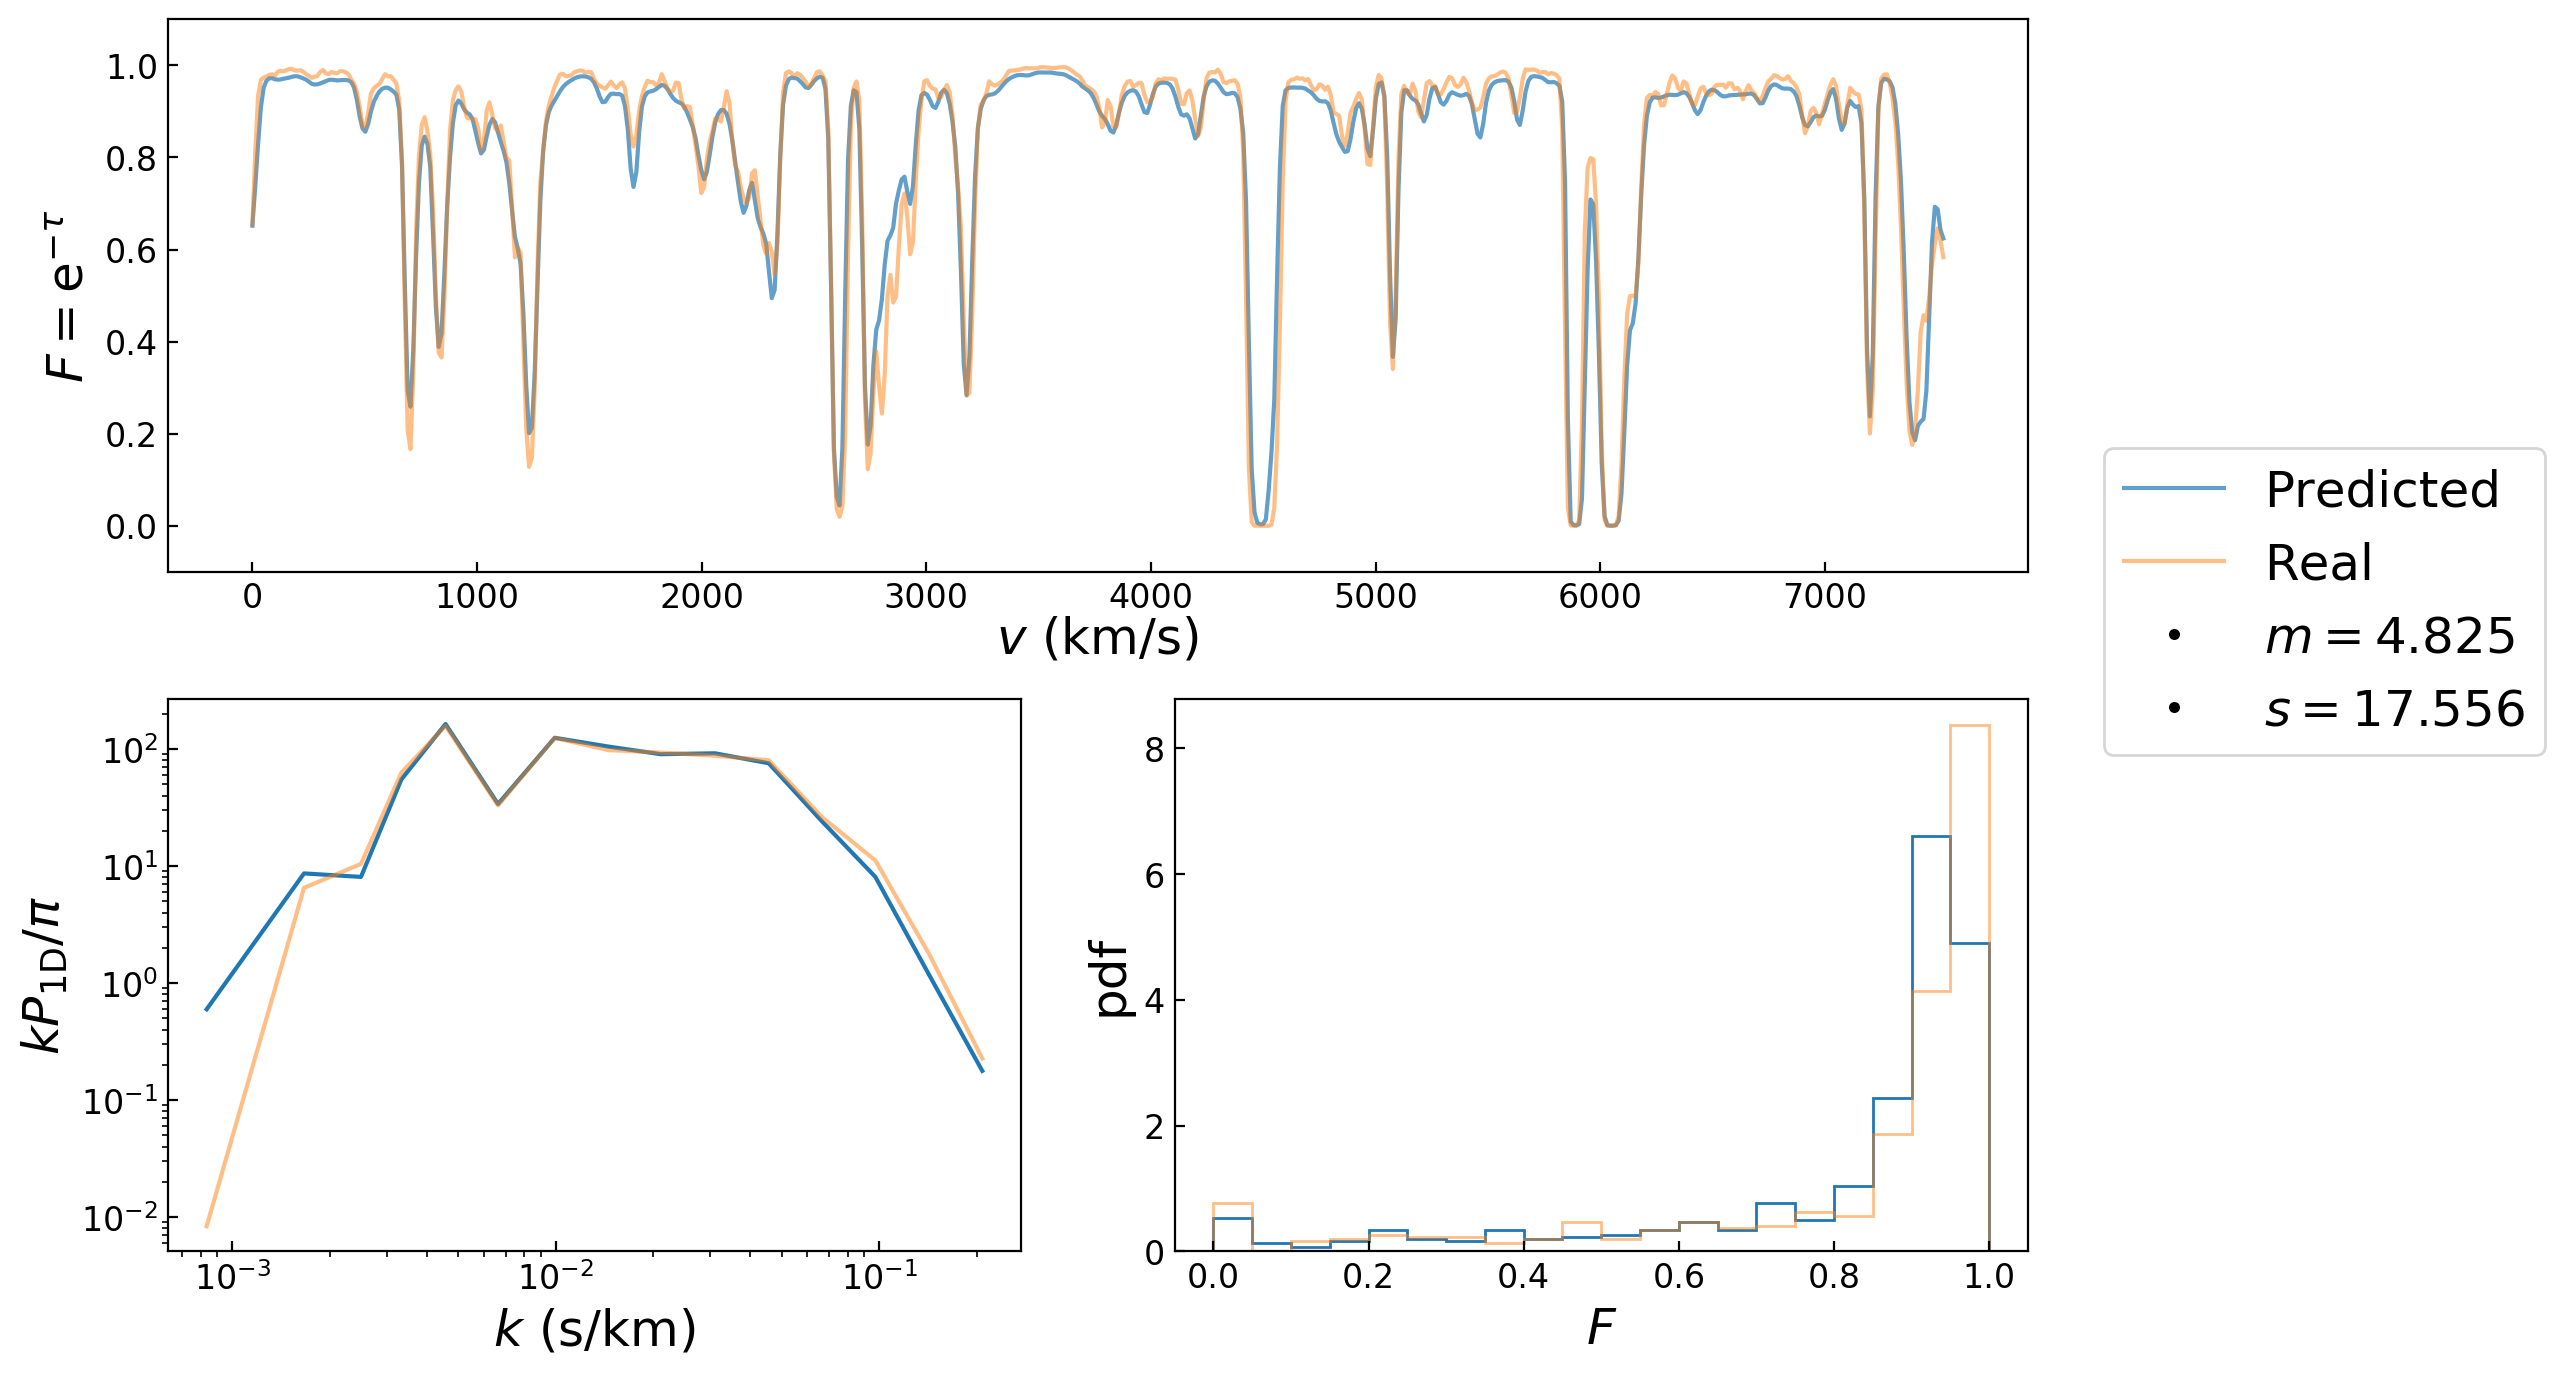 1.0
0.8
0.6
0.4
0.2
0.0
F = e^{−τ}
0 1000 2000 3000 4000 5000 6000 7000
v (km/s)
Predicted
Real
m = 4.825
s = 17.556
10^2
10^1
10^0
10^{−1}
10^{−2}
kP_{1D}/π
10^{−3} 10^{−2} 10^{−1}
k (s/km)
8
6
4
2
0
pdf
0.0 0.2 0.4 0.6 0.8 1.0
F